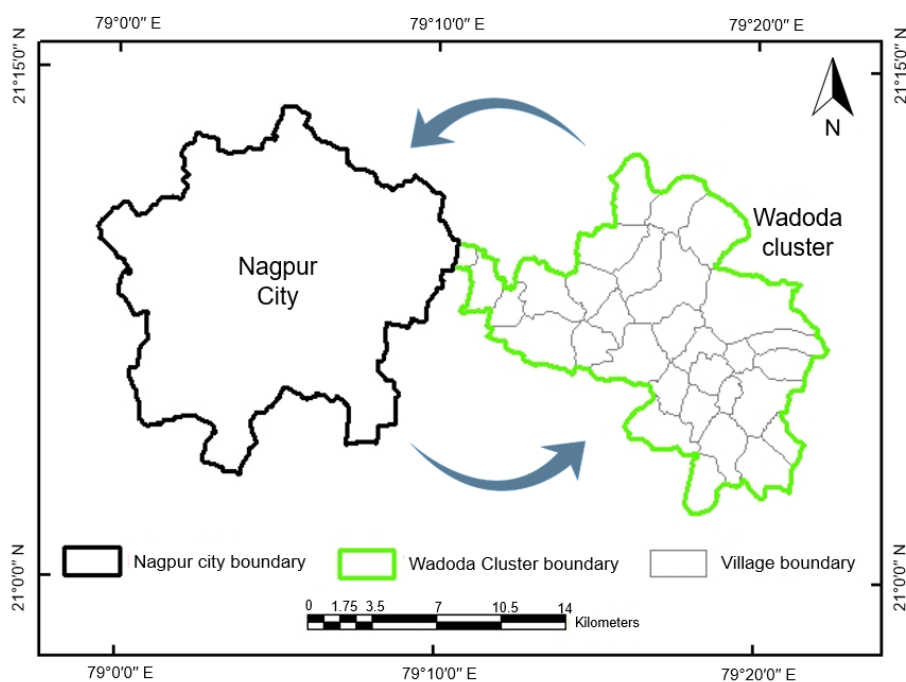 79°0'0" E
79°10'0" E
79°20'0" E
21°15'0" N
21°15'0" N
N
Wadoda
cluster
Nagpur
City
Nagpur city boundary
Wadoda Cluster boundary
Village boundary
21°0'0" N
21°0'0" N
0 1.75 3.5 7 10.5 14
Kilometers
79°0'0" E
79°10'0" E
79°20'0" E